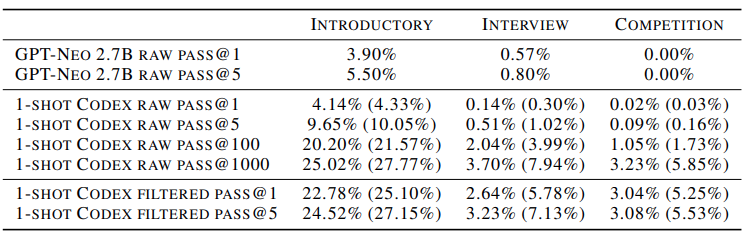 INTRODUCTORY INTERVIEW COMPETITION
GPT-NEO 2.7B RAW PASS@1 3.90% 0.57% 0.00%
GPT-NEO 2.7B RAW PASS@5 5.50% 0.80% 0.00%
1-SHOT CODEX RAW PASS@1 4.14% (4.33%) 0.14% (0.30%) 0.02% (0.03%)
1-SHOT CODEX RAW PASS@5 9.65% (10.05%) 0.51% (1.02%) 0.09% (0.16%)
1-SHOT CODEX RAW PASS@100 20.20% (21.57%) 2.04% (3.99%) 1.05% (1.73%)
1-SHOT CODEX RAW PASS@1000 25.02% (27.77%) 3.70% (7.94%) 3.23% (5.85%)
1-SHOT CODEX FILTERED PASS@1 22.78% (25.10%) 2.64% (5.78%) 3.04% (5.25%)
1-SHOT CODEX FILTERED PASS@5 24.52% (27.15%) 3.23% (7.13%) 3.08% (5.53%)